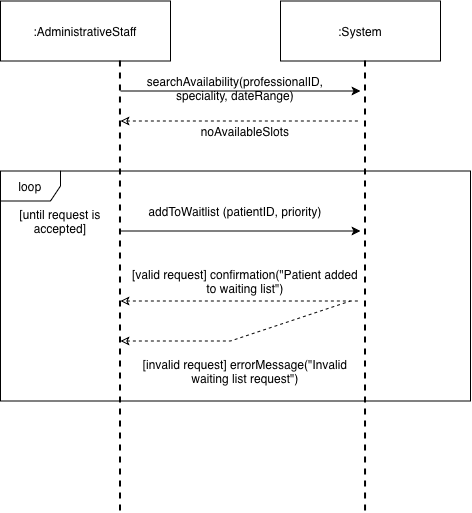 :AdministrativeStaff
:System
searchAvailability(professionalID,
speciality, dateRange)
noAvailableSlots
loop
[until request is
accepted]
addToWaitlist (patientID, priority)
[valid request] confirmation("Patient added
to waiting list")
[invalid request] errorMessage("Invalid
waiting list request")